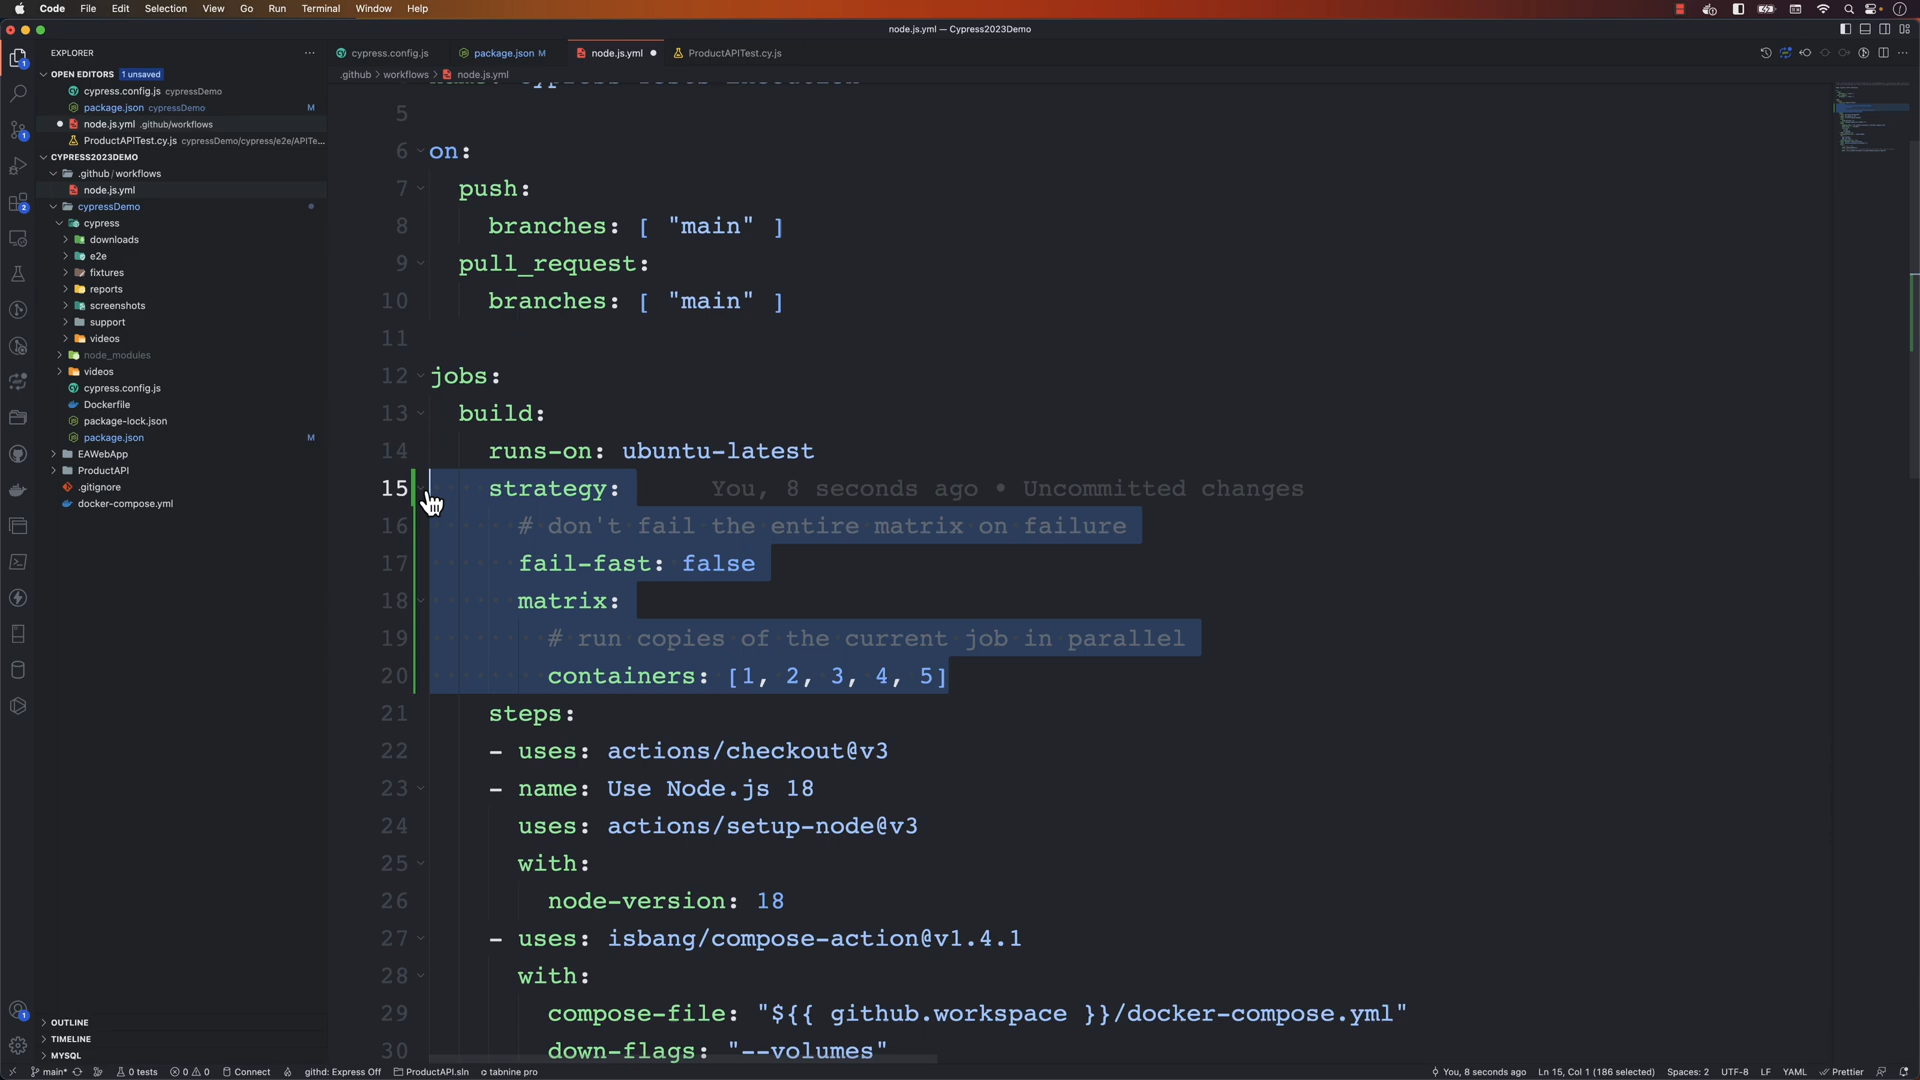 Code File Edit Selection View Go Run Terminal Window Help
node.js.yml — Cypress2023Demo
EXPLORER
OPEN EDITORS 1 unsaved
cypress.config.js cypressDemo
package.json cypressDemo M
node.js.yml .github/workflows
ProductAPITest.cy.js cypressDemo/cypress/e2e/APITe...
CYPRESS2023DEMO
.github / workflows
node.js.yml
cypressDemo
cypress
downloads
e2e
fixtures
reports
screenshots
support
videos
node_modules
videos
cypress.config.js
Dockerfile
package-lock.json
package.json M
EAWebApp
ProductAPI
.gitignore
docker-compose.yml
OUTLINE
TIMELINE
MYSQL
cypress.config.js package.json M node.js.yml ProductAPITest.cy.js
.github > workflows > node.js.yml
5
6 on:
7 push:
8 branches: [ "main" ]
9 pull_request:
10 branches: [ "main" ]
11
12 jobs:
13 build:
14 runs-on: ubuntu-latest
15 strategy: You, 8 seconds ago • Uncommitted changes
16 # don't fail the entire matrix on failure
17 fail-fast: false
18 matrix:
19 # run copies of the current job in parallel
20 containers: [1, 2, 3, 4, 5]
21 steps:
22 - uses: actions/checkout@v3
23 - name: Use Node.js 18
24 uses: actions/setup-node@v3
25 with:
26 node-version: 18
27 - uses: isbang/compose-action@v1.4.1
28 with:
29 compose-file: "${{ github.workspace }}/docker-compose.yml"
30 down-flags: "--volumes"
main* 0 tests 0 0 Connect githd: Express Off ProductAPI.sln tabnine pro You, 8 seconds ago Ln 15, Col 1 (186 selected) Spaces: 2 UTF-8 LF YAML Prettier